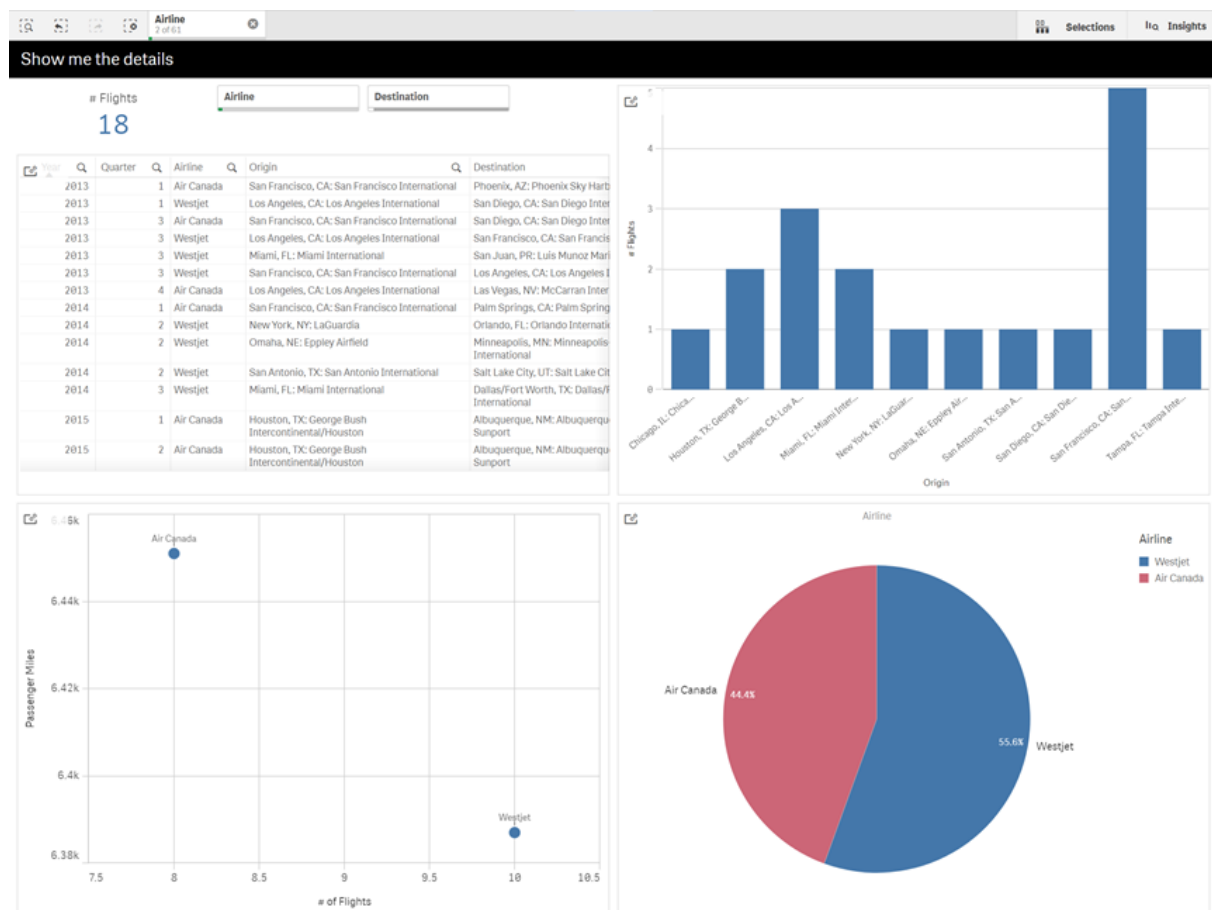 Airline
2 of 61
Selections
Insights
Show me the details
# Flights
18
Airline
Destination
Year Quarter Airline Origin Destination
2013 1 Air Canada San Francisco, CA: San Francisco International Phoenix, AZ: Phoenix Sky Harb
2013 1 Westjet Los Angeles, CA: Los Angeles International San Diego, CA: San Diego Inter
2013 3 Air Canada San Francisco, CA: San Francisco International San Diego, CA: San Diego Inter
2013 3 Westjet Los Angeles, CA: Los Angeles International San Francisco, CA: San Francis
2013 3 Westjet Miami, FL: Miami International San Juan, PR: Luis Munoz Mari
2013 3 Westjet San Francisco, CA: San Francisco International Los Angeles, CA: Los Angeles I
2013 4 Air Canada Los Angeles, CA: Los Angeles International Las Vegas, NV: McCarran Inter
2014 1 Air Canada San Francisco, CA: San Francisco International Palm Springs, CA: Palm Spring
2014 2 Westjet New York, NY: LaGuardia Orlando, FL: Orlando Internatio
2014 2 Westjet Omaha, NE: Eppley Airfield Minneapolis, MN: Minneapolis-
International
2014 2 Westjet San Antonio, TX: San Antonio International Salt Lake City, UT: Salt Lake Cit
2014 3 Westjet Miami, FL: Miami International Dallas/Fort Worth, TX: Dallas/F
International
2015 1 Air Canada Houston, TX: George Bush Albuquerque, NM: Albuquerqu
Intercontinental/Houston Sunport
2015 2 Air Canada Houston, TX: George Bush Albuquerque, NM: Albuquerqu
Intercontinental/Houston Sunport
5
4
3
2
1
0
# Flights
Chicago, IL: Chica...
Houston, TX: George B...
Los Angeles, CA: Los A...
Miami, FL: Miami Inter...
New York, NY: LaGuar...
Omaha, NE: Eppley Air...
San Antonio, TX: San A...
San Diego, CA: San Die...
San Francisco, CA: San...
Tampa, FL: Tampa Inte...
Origin
6.46k
6.44k
6.42k
6.4k
6.38k
Passenger Miles
Air Canada
Westjet
7.5 8 8.5 9 9.5 10 10.5
# of Flights
Airline
Airline
Westjet
Air Canada
Air Canada
44.4%
55.6%
Westjet